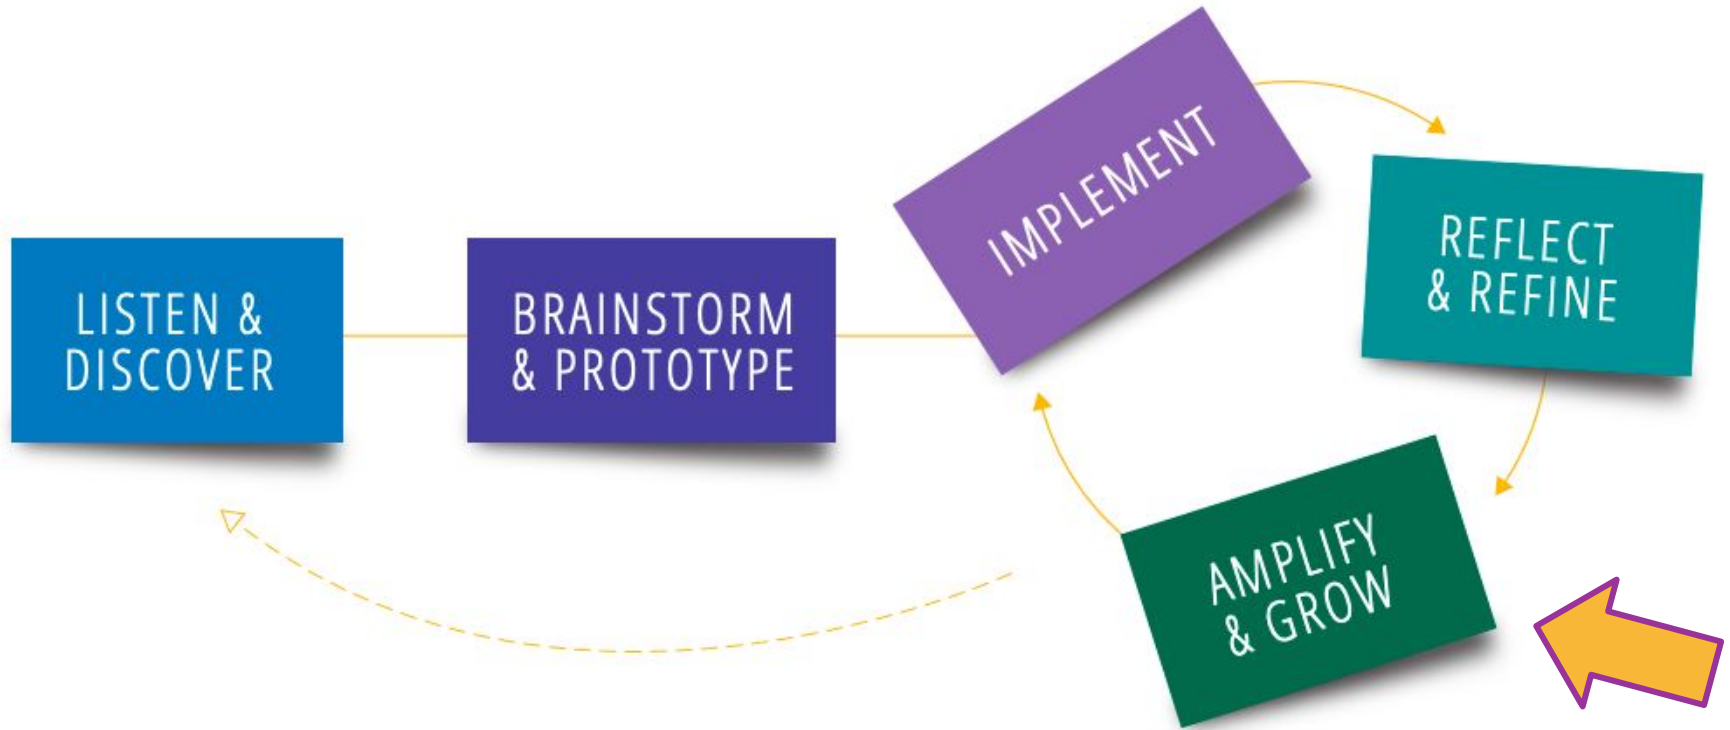 LISTEN &
DISCOVER
BRAINSTORM
& PROTOTYPE
IMPLEMENT
REFLECT
& REFINE
AMPLIFY
& GROW